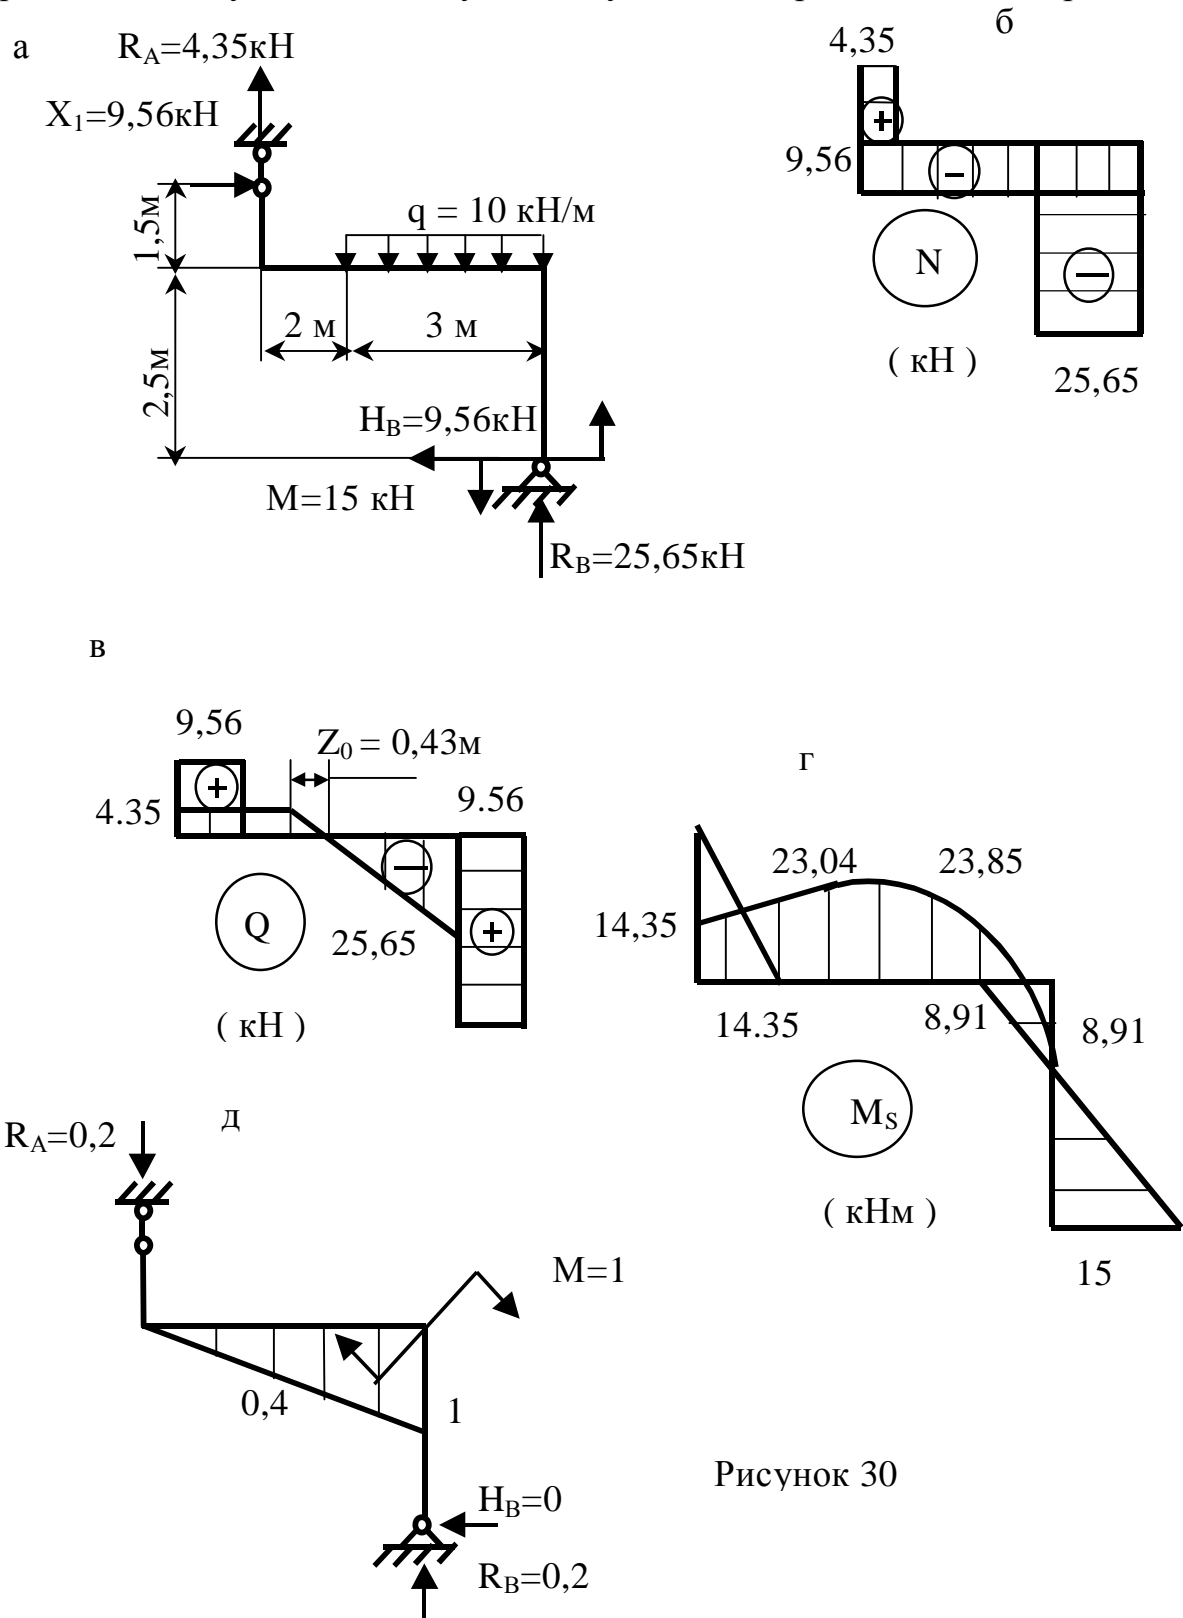 а
б
R_A=4,35кН
4,35
X₁=9,56кН
+
9,56
–
1,5м
q = 10 кН/м
N
–
2 м
3 м
2,5м
( кН )
25,65
H_B=9,56кН
M=15 кН
R_B=25,65кН
в
9,56
Z₀ = 0,43м
г
+
4.35
9.56
–
23,04
23,85
Q
25,65
+
14,35
( кН )
14.35
8,91
8,91
M_S
R_A=0,2
д
( кНм )
M=1
15
0,4
1
Рисунок 30
H_B=0
R_B=0,2